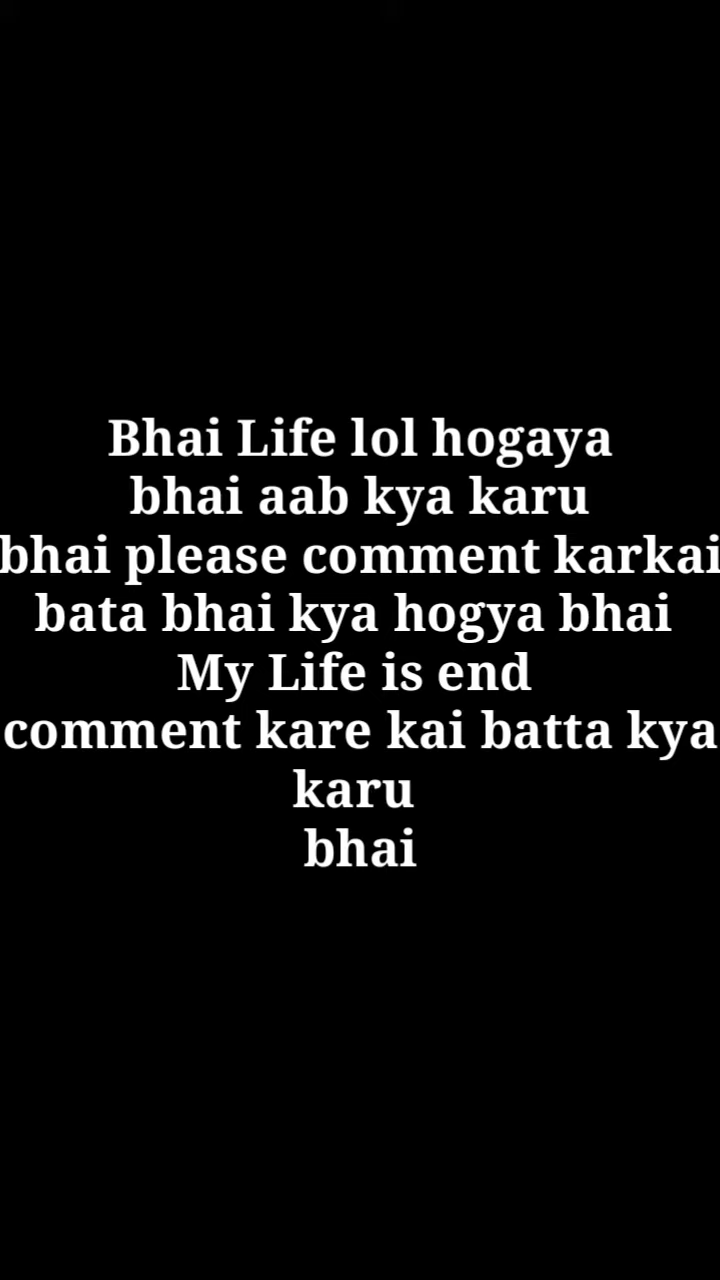 Bhai Life lol hogaya
bhai aab kya karu
bhai please comment karkai
bata bhai kya hogya bhai
My Life is end
comment kare kai batta kya
karu
bhai